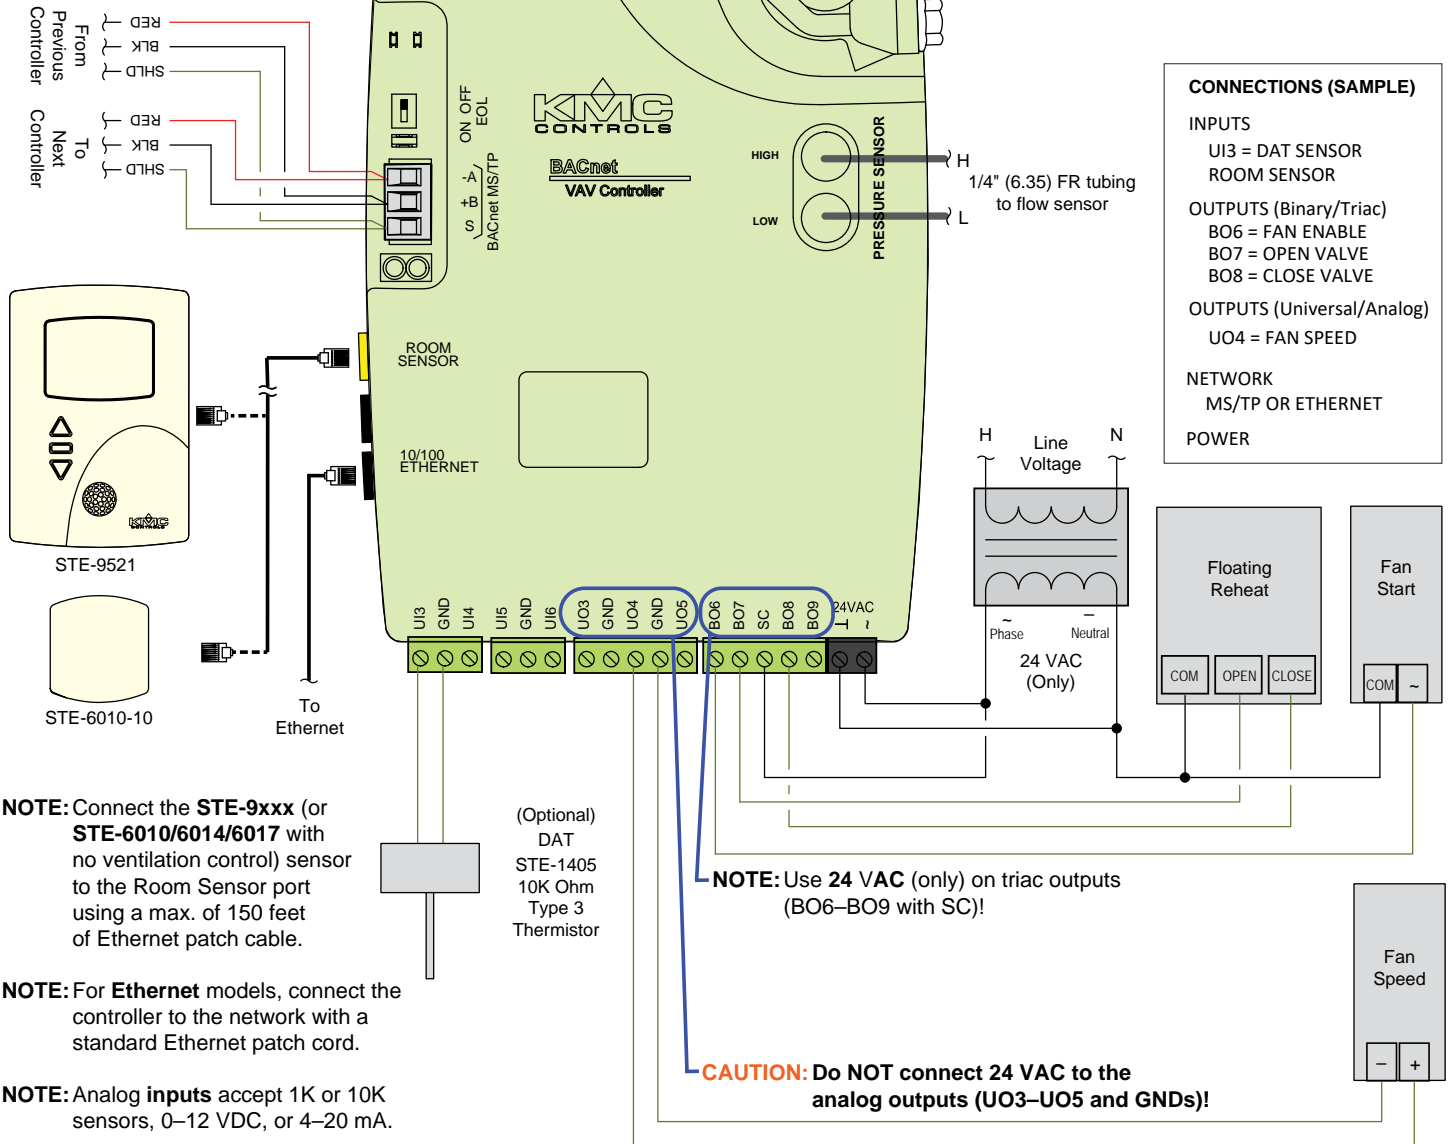 From
Previous
Controller
RED
BLK
SHLD
To
Next
Controller
RED
BLK
SHLD
ON OFF
EOL
-A
+B
S
BACnet MS/TP
KMC
CONTROLS
BACnet
VAV Controller
HIGH
LOW
PRESSURE SENSOR
H
1/4" (6.35) FR tubing
to flow sensor
L
CONNECTIONS (SAMPLE)
INPUTS
UI3 = DAT SENSOR
ROOM SENSOR
OUTPUTS (Binary/Triac)
BO6 = FAN ENABLE
BO7 = OPEN VALVE
BO8 = CLOSE VALVE
OUTPUTS (Universal/Analog)
UO4 = FAN SPEED
NETWORK
MS/TP OR ETHERNET
POWER
ROOM
SENSOR
10/100
ETHERNET
KMC
CONTROLS
STE-9521
STE-6010-10
To
Ethernet
UI3
GND
UI4
UI5
GND
UI6
UO3
GND
UO4
GND
UO5
BO6
BO7
SC
BO8
BO9
24VAC
⊥ ~
H
Line
Voltage
N
~
Phase
–
Neutral
24 VAC
(Only)
Floating
Reheat
COM
OPEN
CLOSE
Fan
Start
COM
~
NOTE: Connect the STE-9xxx (or
STE-6010/6014/6017 with
no ventilation control) sensor
to the Room Sensor port
using a max. of 150 feet
of Ethernet patch cable.
NOTE: For Ethernet models, connect the
controller to the network with a
standard Ethernet patch cord.
NOTE: Analog inputs accept 1K or 10K
sensors, 0–12 VDC, or 4–20 mA.
(Optional)
DAT
STE-1405
10K Ohm
Type 3
Thermistor
NOTE: Use 24 VAC (only) on triac outputs
(BO6–BO9 with SC)!
CAUTION: Do NOT connect 24 VAC to the
analog outputs (UO3–UO5 and GNDs)!
Fan
Speed
–
+